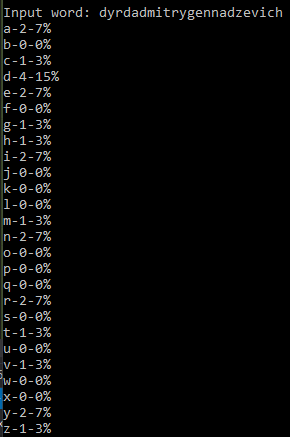 Input word: dyrdadmitrygennadzevich
a-2-7%
b-0-0%
c-1-3%
d-4-15%
e-2-7%
f-0-0%
g-1-3%
h-1-3%
i-2-7%
j-0-0%
k-0-0%
l-0-0%
m-1-3%
n-2-7%
o-0-0%
p-0-0%
q-0-0%
r-2-7%
s-0-0%
t-1-3%
u-0-0%
v-1-3%
w-0-0%
x-0-0%
y-2-7%
z-1-3%